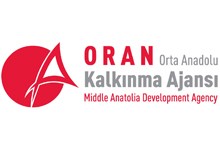 ORAN Orta Anadolu
Kalkınma Ajansı
Middle Anatolia Development Agency